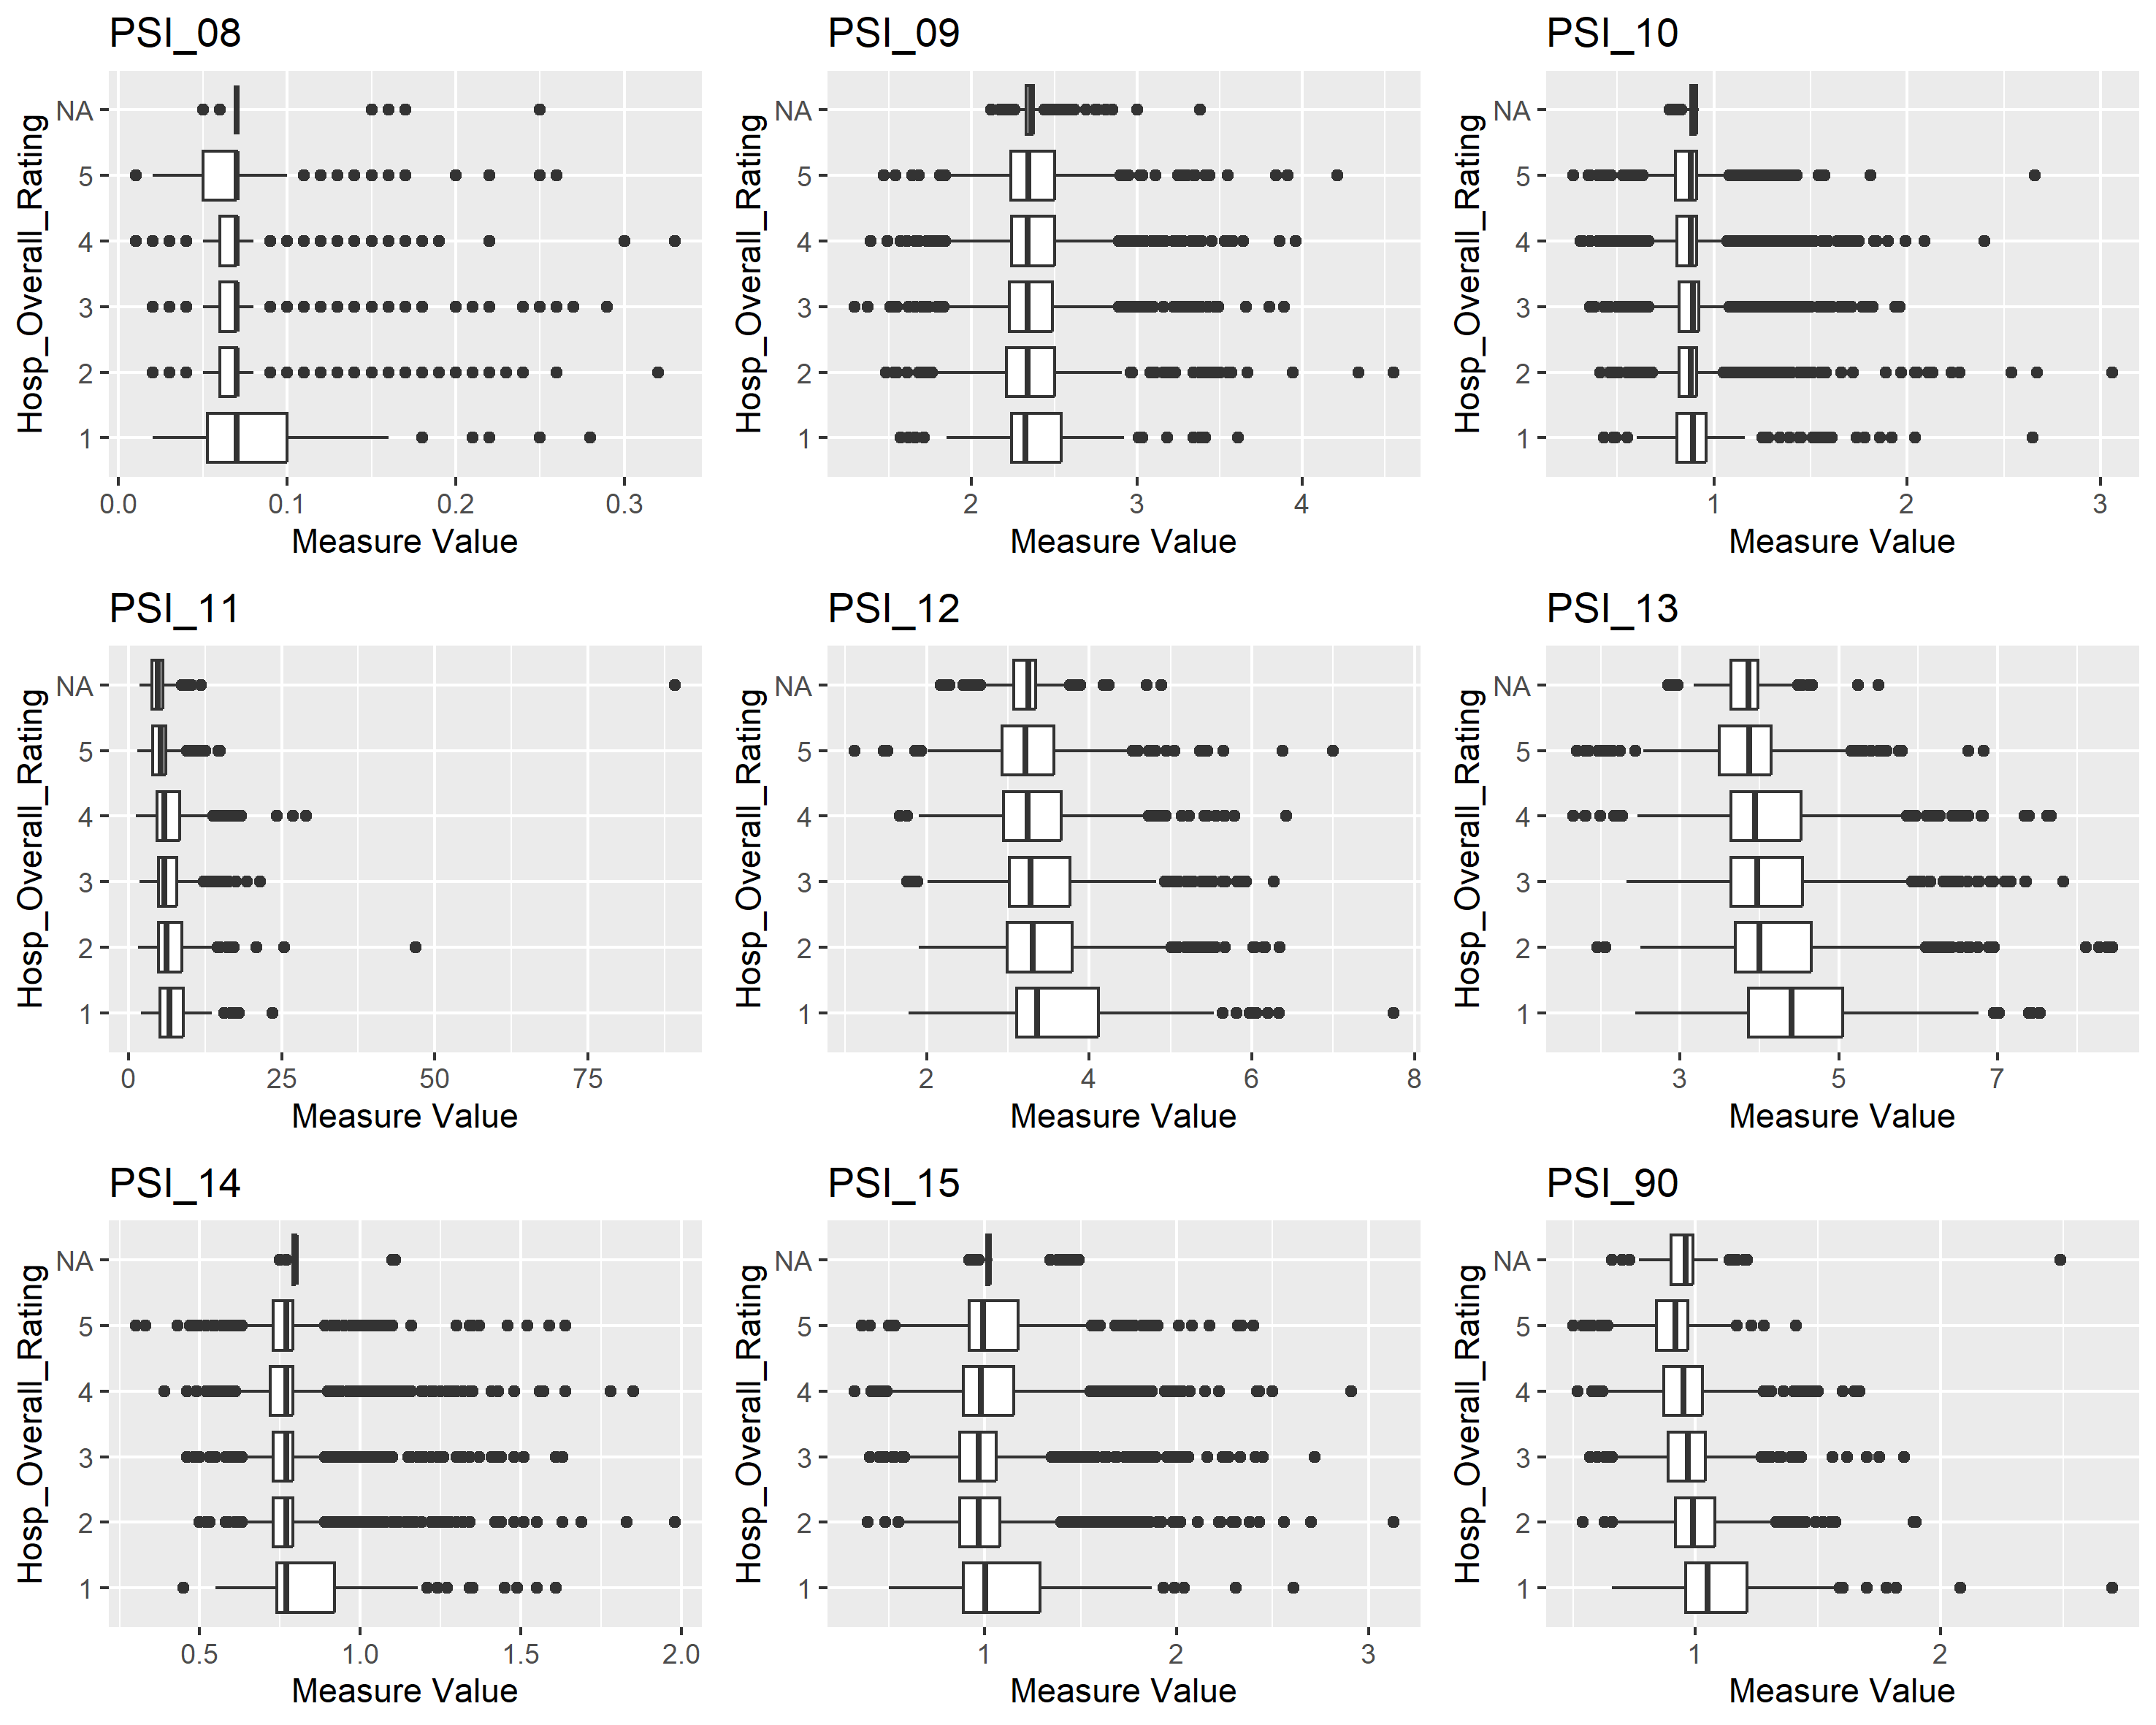 PSI_08
Hosp_Overall_Rating
NA
5
4
3
2
1
0.0 0.1 0.2 0.3
Measure Value
PSI_09
Hosp_Overall_Rating
NA
5
4
3
2
1
2 3 4
Measure Value
PSI_10
Hosp_Overall_Rating
NA
5
4
3
2
1
1 2 3
Measure Value
PSI_11
Hosp_Overall_Rating
NA
5
4
3
2
1
0 25 50 75
Measure Value
PSI_12
Hosp_Overall_Rating
NA
5
4
3
2
1
2 4 6 8
Measure Value
PSI_13
Hosp_Overall_Rating
NA
5
4
3
2
1
3 5 7
Measure Value
PSI_14
Hosp_Overall_Rating
NA
5
4
3
2
1
0.5 1.0 1.5 2.0
Measure Value
PSI_15
Hosp_Overall_Rating
NA
5
4
3
2
1
1 2 3
Measure Value
PSI_90
Hosp_Overall_Rating
NA
5
4
3
2
1
1 2
Measure Value